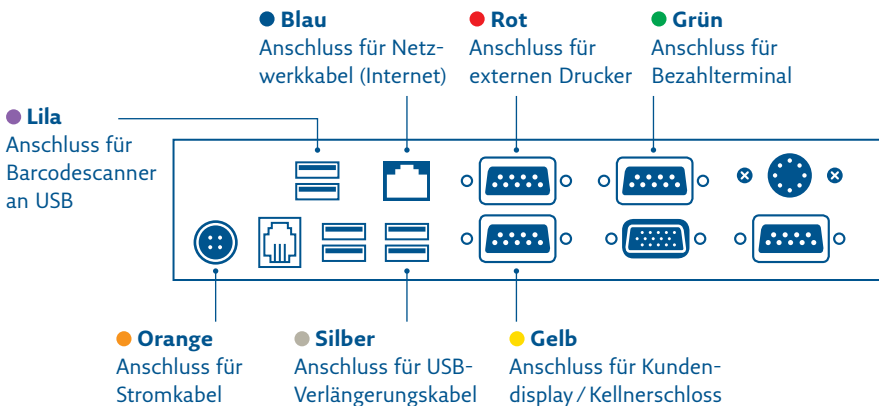 Blau
Anschluss für Netz-
werkkabel (Internet)
Rot
Anschluss für
externen Drucker
Grün
Anschluss für
Bezahlterminal
Lila
Anschluss für
Barcodescanner
an USB
Orange
Anschluss für
Stromkabel
Silber
Anschluss für USB-
Verlängerungskabel
Gelb
Anschluss für Kunden-
display / Kellnerschloss